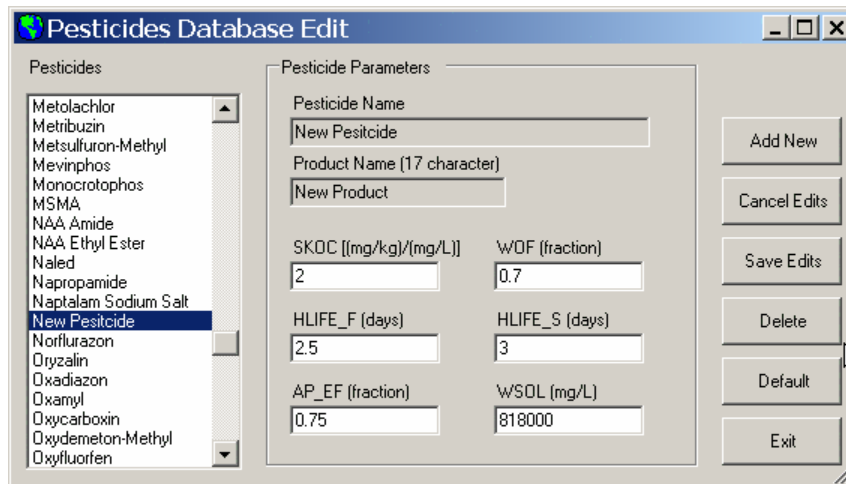 Pesticides Database Edit
Pesticides
Metolachlor
Metribuzin
Metsulfuron-Methyl
Mevinphos
Monocrotophos
MSMA
NAA Amide
NAA Ethyl Ester
Naled
Napropamide
Naptalam Sodium Salt
New Pesitcide
Norflurazon
Oryzalin
Oxadiazon
Oxamyl
Oxycarboxin
Oxydemeton-Methyl
Oxyfluorfen
Pesticide Parameters
Pesticide Name
New Pesitcide
Product Name (17 character)
New Product
SKOC [(mg/kg)/(mg/L)] WOF (fraction)
2 0.7
HLIFE_F (days) HLIFE_S (days)
2.5 3
AP_EF (fraction) WSOL (mg/L)
0.75 818000
Add New
Cancel Edits
Save Edits
Delete
Default
Exit